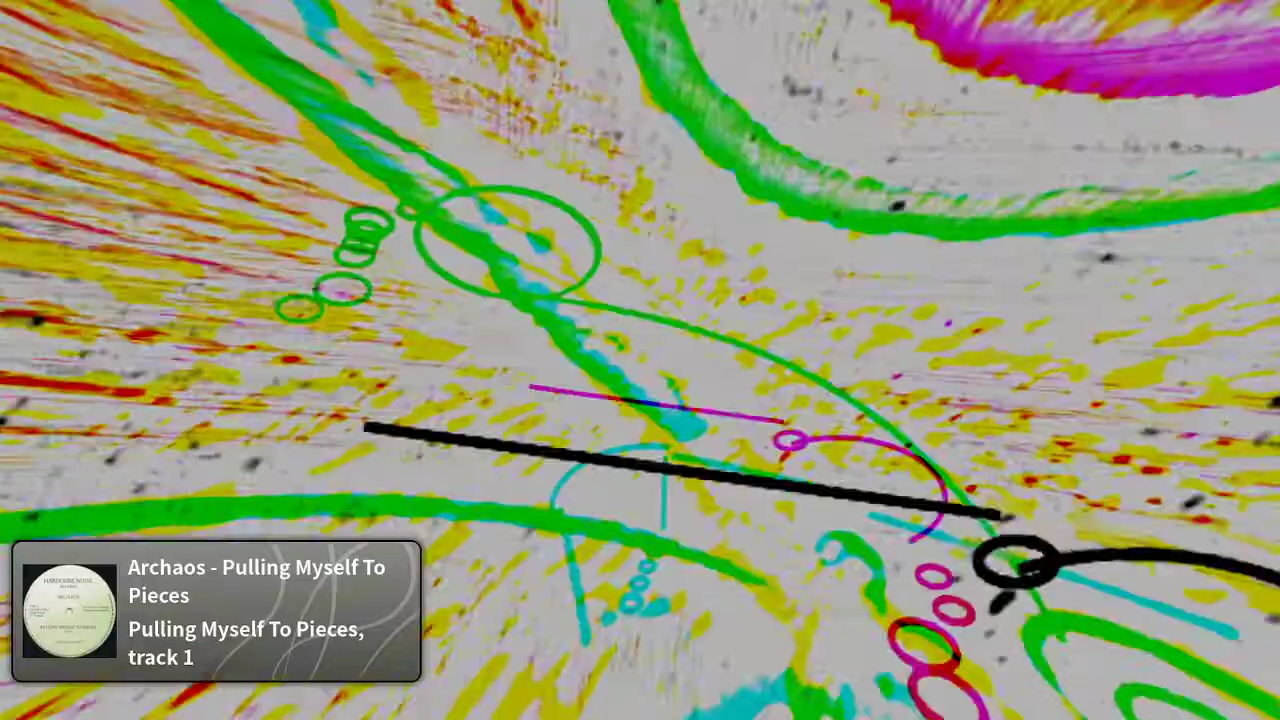 Archaos - Pulling Myself To
Pieces
Pulling Myself To Pieces,
track 1